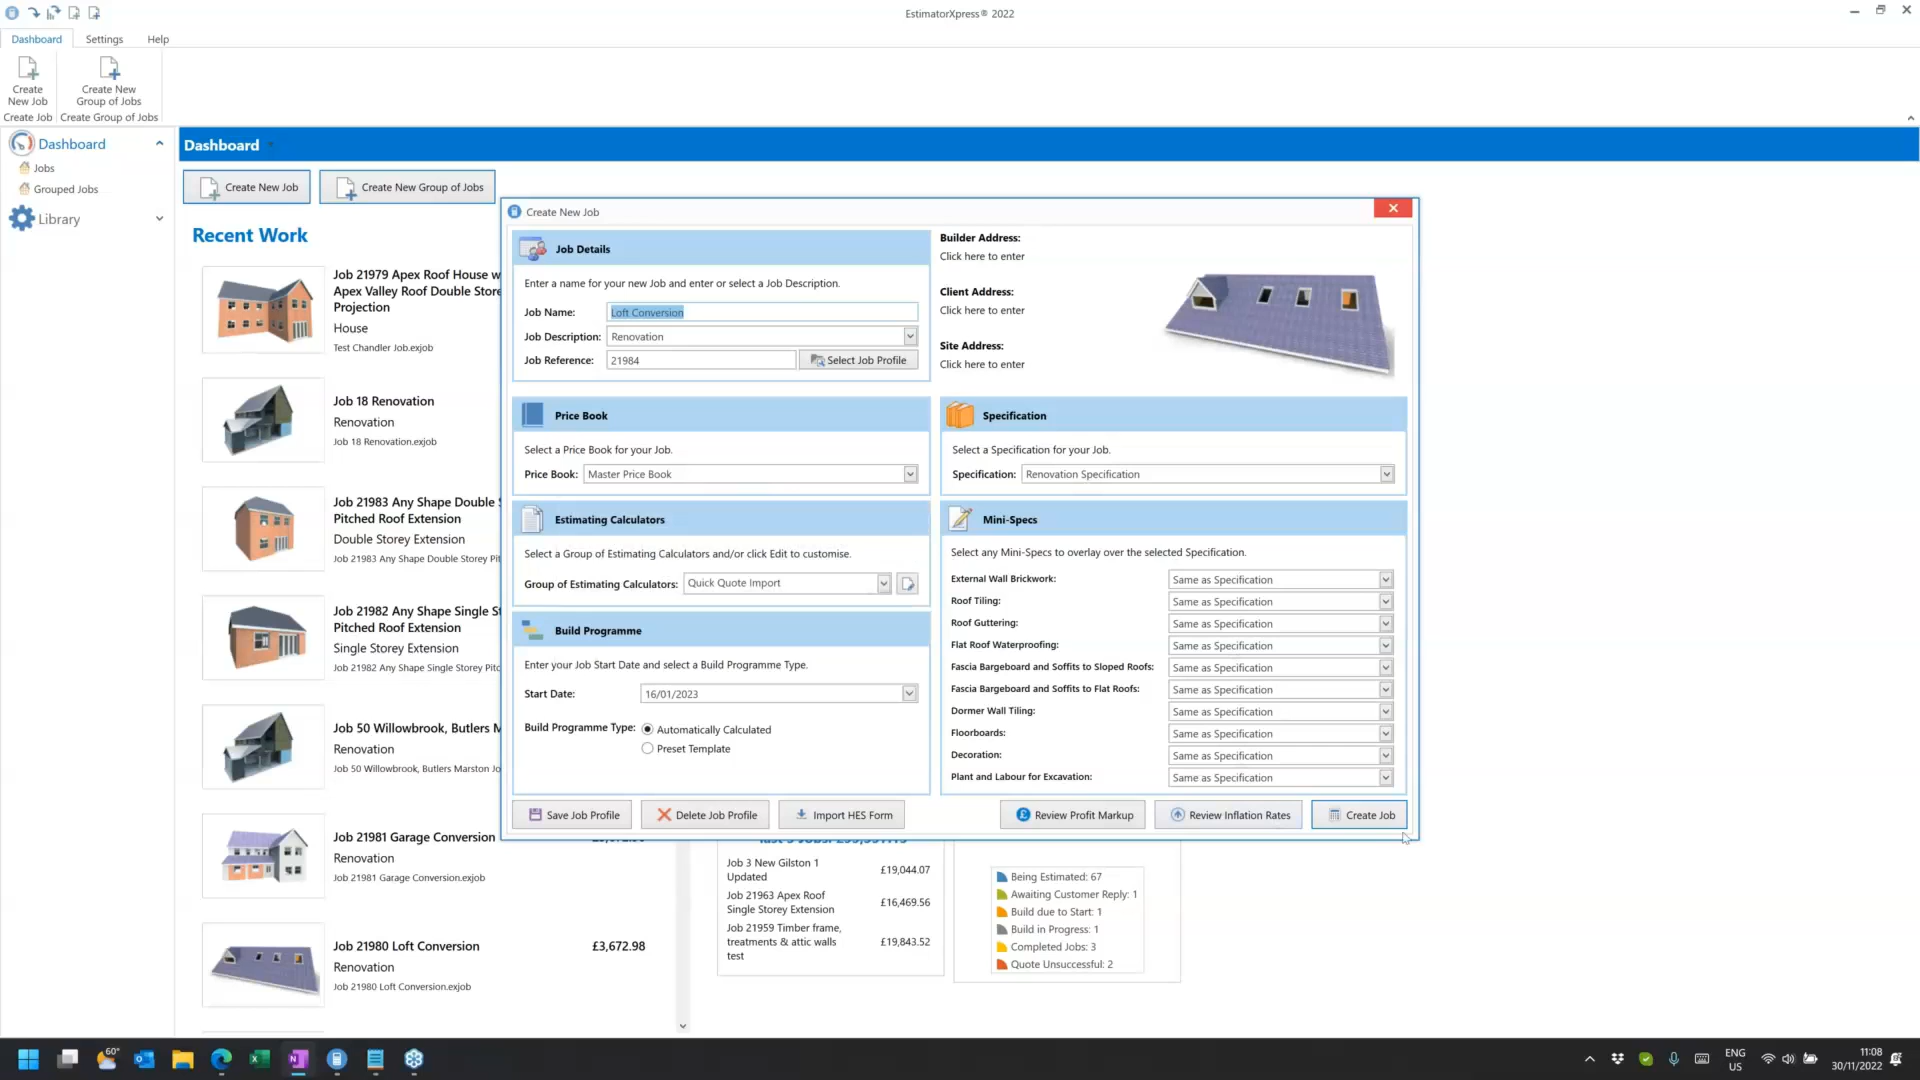 EstimatorXpress® 2022
Dashboard
Settings
Help
Create
New Job
Create New
Group of Jobs
Create Job
Create Group of Jobs
Dashboard
Jobs
Grouped Jobs
Library
Dashboard
Create New Job
Create New Group of Jobs
Recent Work
Job 21979 Apex Roof House w
Apex Valley Roof Double Store
Projection
House
Test Chandler Job.exjob
Job 18 Renovation
Renovation
Job 18 Renovation.exjob
Job 21983 Any Shape Double S
Pitched Roof Extension
Double Storey Extension
Job 21983 Any Shape Double Storey Pit
Job 21982 Any Shape Single St
Pitched Roof Extension
Single Storey Extension
Job 21982 Any Shape Single Storey Pitc
Job 50 Willowbrook, Butlers M
Renovation
Job 50 Willowbrook, Butlers Marston Jo
Job 21981 Garage Conversion
Renovation
Job 21981 Garage Conversion.exjob
Job 21980 Loft Conversion
£3,672.98
Renovation
Job 21980 Loft Conversion.exjob
Create New Job
Job Details
Enter a name for your new Job and enter or select a Job Description.
Job Name: Loft Conversion
Job Description: Renovation
Job Reference: 21984
Select Job Profile
Builder Address:
Click here to enter
Client Address:
Click here to enter
Site Address:
Click here to enter
Price Book
Select a Price Book for your Job.
Price Book: Master Price Book
Specification
Select a Specification for your Job.
Specification: Renovation Specification
Estimating Calculators
Select a Group of Estimating Calculators and/or click Edit to customise.
Group of Estimating Calculators: Quick Quote Import
Build Programme
Enter your Job Start Date and select a Build Programme Type.
Start Date: 16/01/2023
Build Programme Type: Automatically Calculated
Preset Template
Mini-Specs
Select any Mini-Specs to overlay over the selected Specification.
External Wall Brickwork: Same as Specification
Roof Tiling: Same as Specification
Roof Guttering: Same as Specification
Flat Roof Waterproofing: Same as Specification
Fascia Bargeboard and Soffits to Sloped Roofs: Same as Specification
Fascia Bargeboard and Soffits to Flat Roofs: Same as Specification
Dormer Wall Tiling: Same as Specification
Floorboards: Same as Specification
Decoration: Same as Specification
Plant and Labour for Excavation: Same as Specification
Save Job Profile
Delete Job Profile
Import HES Form
Review Profit Markup
Review Inflation Rates
Create Job
Job 3 New Gilston 1
Updated
£19,044.07
Job 21963 Apex Roof
Single Storey Extension
£16,469.56
Job 21959 Timber frame,
treatments & attic walls
test
£19,843.52
Being Estimated: 67
Awaiting Customer Reply: 1
Build due to Start: 1
Build in Progress: 1
Completed Jobs: 3
Quote Unsuccessful: 2
60°
ENG
US
11:08
30/11/2022